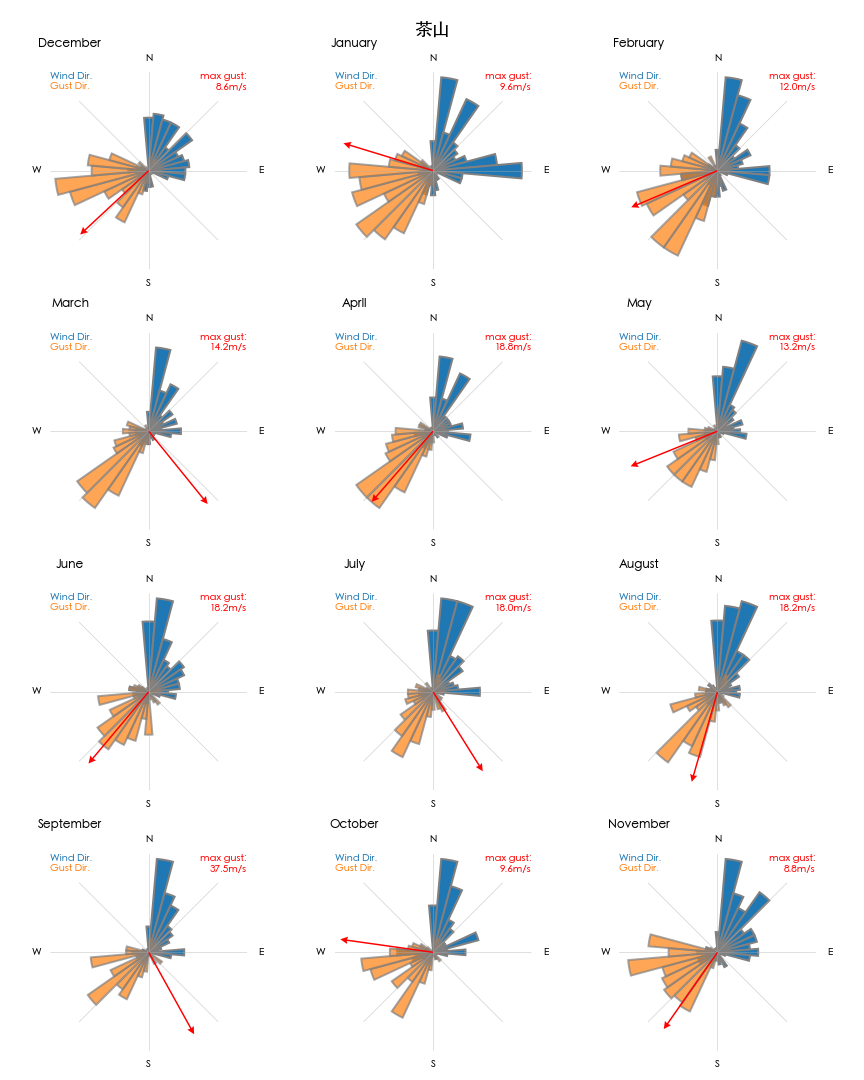 茶山
December
N
Wind Dir.
Gust Dir.
max gust:
8.6m/s
W
E
S
January
N
Wind Dir.
Gust Dir.
max gust:
9.6m/s
W
E
S
February
N
Wind Dir.
Gust Dir.
max gust:
12.0m/s
W
E
S
March
N
Wind Dir.
Gust Dir.
max gust:
14.2m/s
W
E
S
April
N
Wind Dir.
Gust Dir.
max gust:
18.8m/s
W
E
S
May
N
Wind Dir.
Gust Dir.
max gust:
13.2m/s
W
E
S
June
N
Wind Dir.
Gust Dir.
max gust:
18.2m/s
W
E
S
July
N
Wind Dir.
Gust Dir.
max gust:
18.0m/s
W
E
S
August
N
Wind Dir.
Gust Dir.
max gust:
18.2m/s
W
E
S
September
N
Wind Dir.
Gust Dir.
max gust:
37.5m/s
W
E
S
October
N
Wind Dir.
Gust Dir.
max gust:
9.6m/s
W
E
S
November
N
Wind Dir.
Gust Dir.
max gust:
8.8m/s
W
E
S